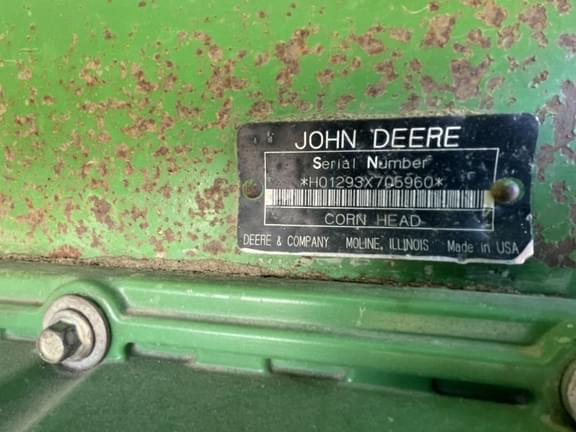 JOHN DEERE
Serial Number
*H01293X705960*
CORN HEAD
DEERE & COMPANY MOLINE, ILLINOIS Made in USA